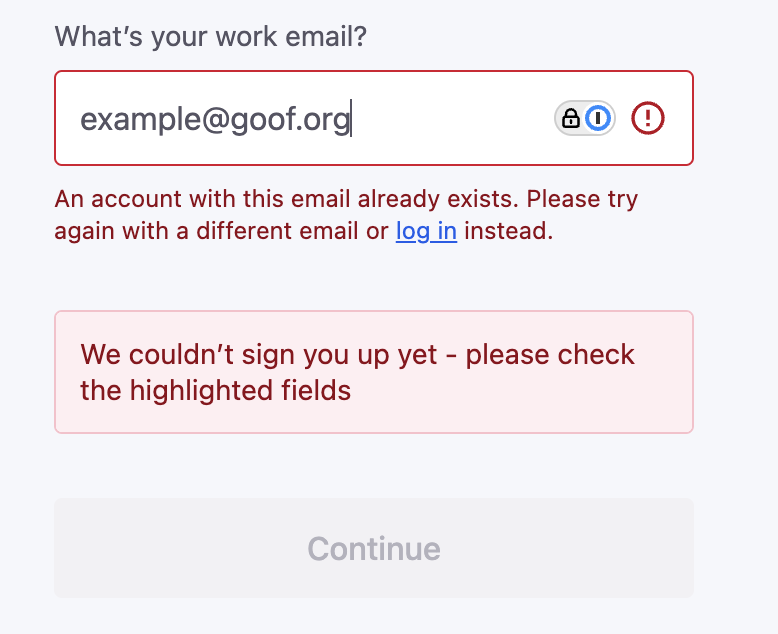 What’s your work email?
example@goof.org
An account with this email already exists. Please try
again with a different email or log in instead.
We couldn’t sign you up yet - please check
the highlighted fields
Continue